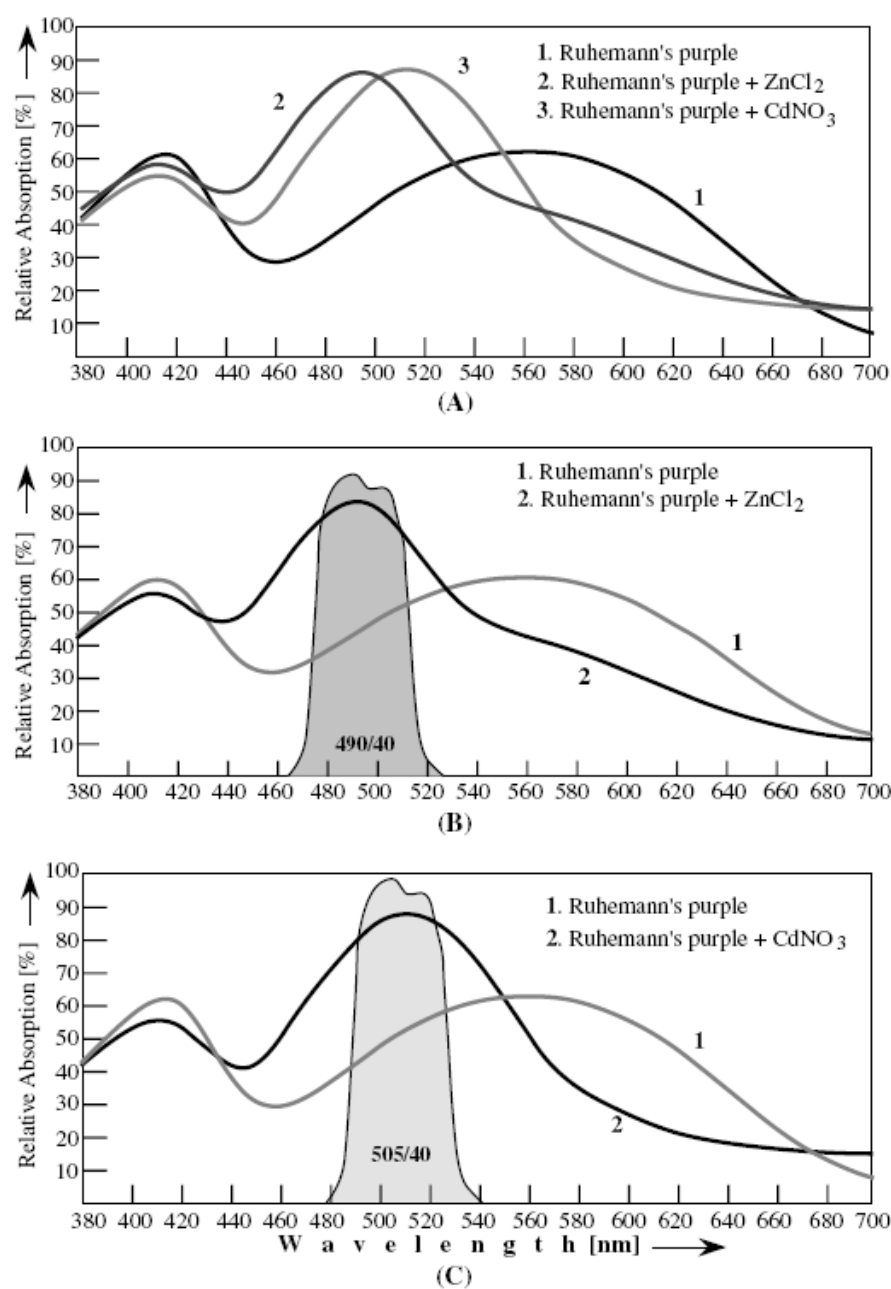 100
90
80
70
60
50
40
30
20
10
Relative Absorption [%]
1. Ruhemann's purple
2. Ruhemann's purple + ZnCl2
3. Ruhemann's purple + CdNO3
2
3
1
380 400 420 440 460 480 500 520 540 560 580 600 620 640 660 680 700
(A)
100
90
80
70
60
50
40
30
20
10
Relative Absorption [%]
1. Ruhemann's purple
2. Ruhemann's purple + ZnCl2
1
2
490/40
380 400 420 440 460 480 500 520 540 560 580 600 620 640 660 680 700
(B)
100
90
80
70
60
50
40
30
20
10
Relative Absorption [%]
1. Ruhemann's purple
2. Ruhemann's purple + CdNO3
1
2
505/40
380 400 420 440 460 480 500 520 540 560 580 600 620 640 660 680 700
Wavelength [nm]
(C)